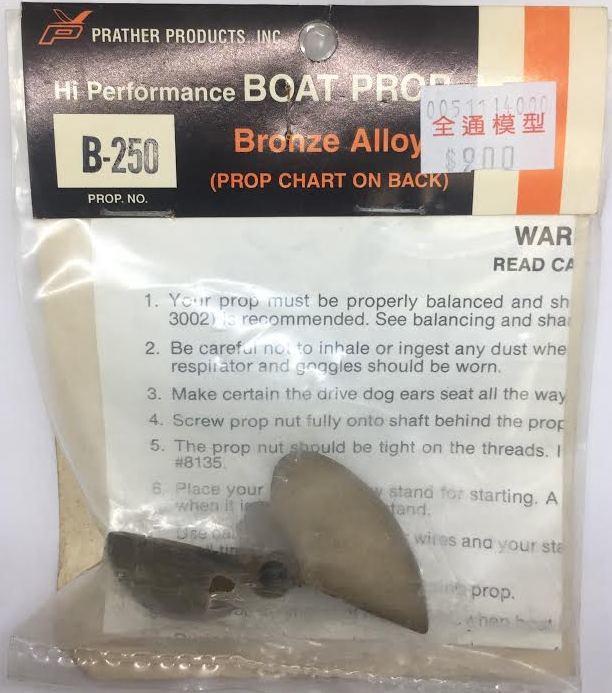 PRATHER PRODUCTS, INC
Hi Performance BOAT PROP
0051114000
全通模型
$900
B-250
Bronze Alloy
(PROP CHART ON BACK)
PROP. NO.
WAR
READ CA
1. Your prop must be properly balanced and sh
3002) is recommended. See balancing and sha
2. Be careful not to inhale or ingest any dust whe
respirator and goggles should be worn.
3. Make certain the drive dog ears seat all the way
4. Screw prop nut fully onto shaft behind the prop
5. The prop nut should be tight on the threads. I
#8135.
6. Place your stand for starting. A
when it i stand.
Use wires and your sta
prop.
when boat